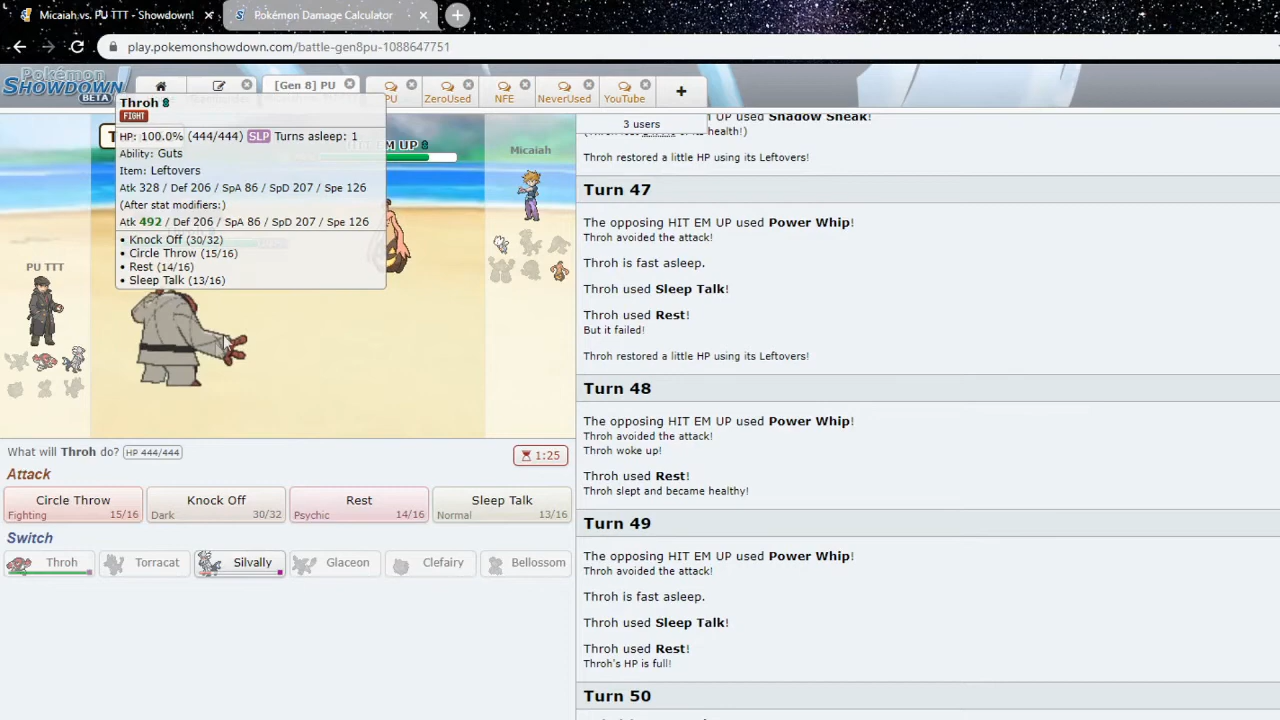 Micaiah vs. PU TTT - Showdown!
Pokémon Damage Calculator
play.pokemonshowdown.com/battle-gen8pu-1088647751
Pokémon
SHOWDOWN
BETA
[Gen 8] PU
PU
ZeroUsed
NFE
NeverUsed
YouTube
3 users
Throh
FIGHT
HP: 100.0% (444/444) SLP Turns asleep: 1
Ability: Guts
Item: Leftovers
Atk 328 / Def 206 / SpA 86 / SpD 207 / Spe 126
(After stat modifiers:)
Atk 492 / Def 206 / SpA 86 / SpD 207 / Spe 126
• Knock Off (30/32)
• Circle Throw (15/16)
• Rest (14/16)
• Sleep Talk (13/16)
EM UP
Micaiah
PU TTT
used Shadow Sneak!
health!)
Throh restored a little HP using its Leftovers!
Turn 47
The opposing HIT EM UP used Power Whip!
Throh avoided the attack!
Throh is fast asleep.
Throh used Sleep Talk!
Throh used Rest!
But it failed!
Throh restored a little HP using its Leftovers!
Turn 48
The opposing HIT EM UP used Power Whip!
Throh avoided the attack!
Throh woke up!
Throh used Rest!
Throh slept and became healthy!
Turn 49
The opposing HIT EM UP used Power Whip!
Throh avoided the attack!
Throh is fast asleep.
Throh used Sleep Talk!
Throh used Rest!
Throh's HP is full!
Turn 50
What will Throh do? HP 444/444
1:25
Attack
Circle Throw
Fighting 15/16
Knock Off
Dark 30/32
Rest
Psychic 14/16
Sleep Talk
Normal 13/16
Switch
Throh
Torracat
Silvally
Glaceon
Clefairy
Bellossom